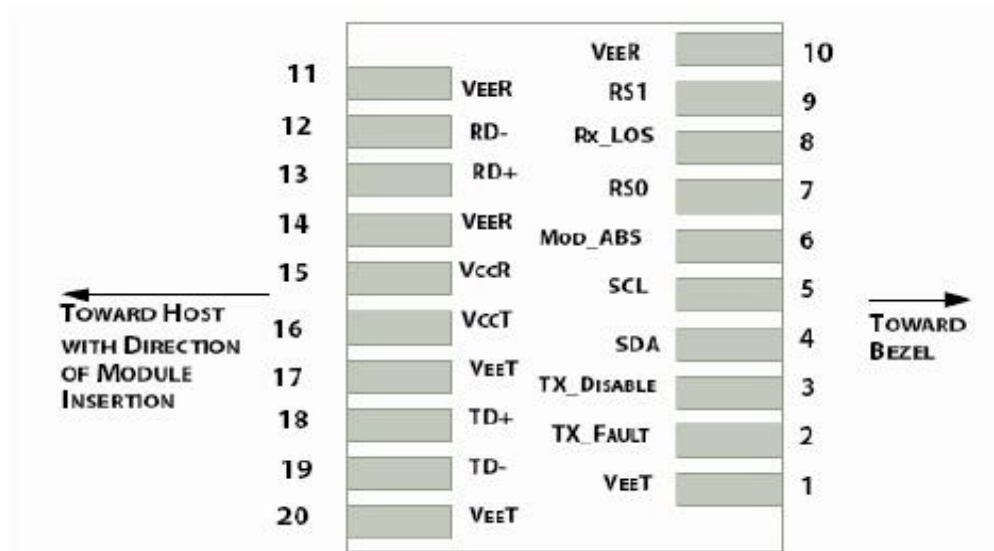 11 VEER
12 RD-
13 RD+
14 VEER
15 VCCR
16 VCCT
17 VEET
18 TD+
19 TD-
20 VEET
VEER 10
RS1 9
RX_LOS 8
RS0 7
MOD_ABS 6
SCL 5
SDA 4
TX_DISABLE 3
TX_FAULT 2
VEET 1
TOWARD HOST
WITH DIRECTION
OF MODULE
INSERTION
TOWARD
BEZEL